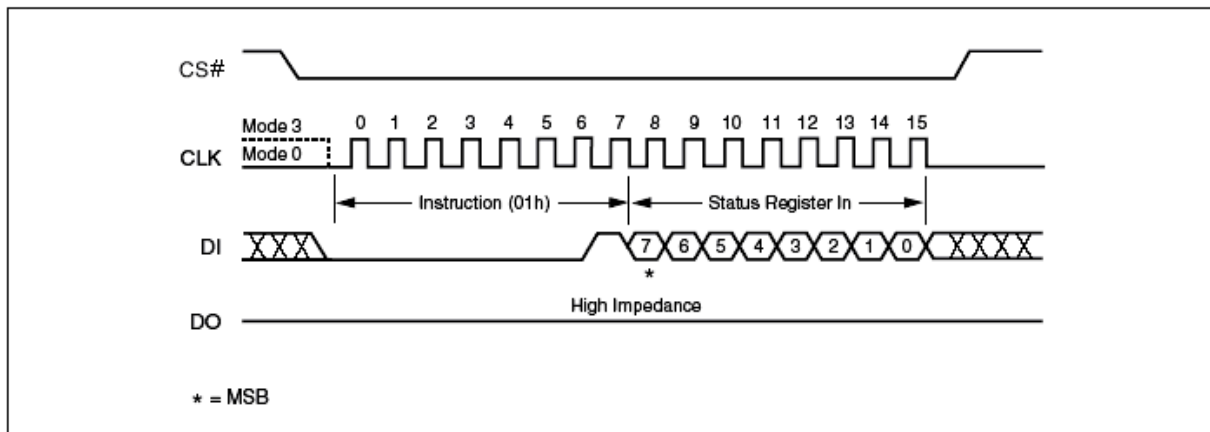 CS#
Mode 3
0 1 2 3 4 5 6 7 8 9 10 11 12 13 14 15
CLK
Mode 0
Instruction (01h)
Status Register In
DI
7 6 5 4 3 2 1 0
*
High Impedance
DO
* = MSB